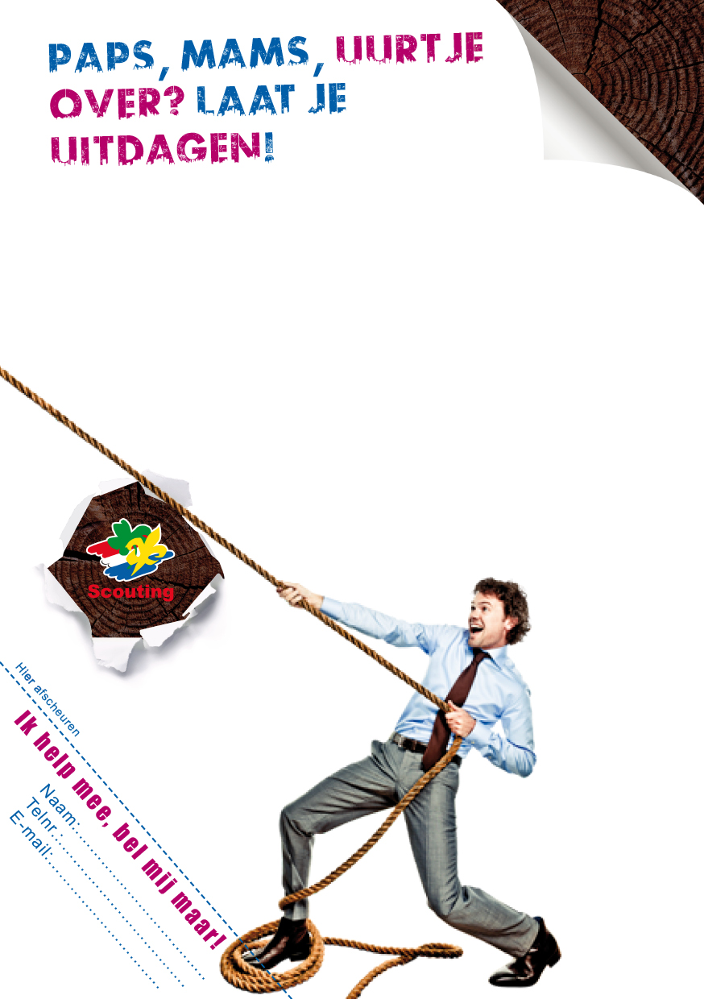 PAPS, MAMS, UURTJE
OVER? LAAT JE
UITDAGEN!
Scouting
Hier afscheuren
Ik help mee, bel mij maar!
Naam:
Telnr.:
E-mail: